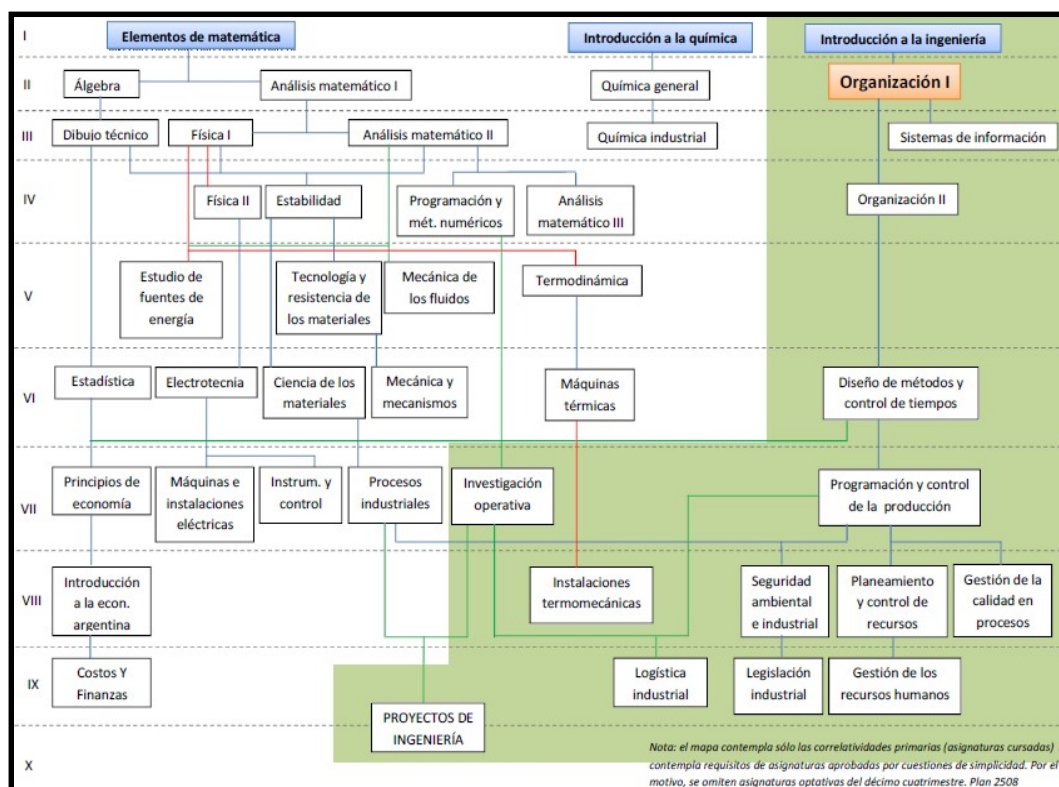 I
Elementos de matemática
Introducción a la química
Introducción a la ingeniería
II
Álgebra
Análisis matemático I
Química general
Organización I
III
Dibujo técnico
Física I
Análisis matemático II
Química industrial
Sistemas de información
IV
Física II
Estabilidad
Programación y
mét. numéricos
Análisis
matemático III
Organización II
V
Estudio de
fuentes de
energía
Tecnología y
resistencia de
los materiales
Mecánica de
los fluidos
Termodinámica
VI
Estadística
Electrotecnia
Ciencia de los
materiales
Mecánica y
mecanismos
Máquinas
térmicas
Diseño de métodos y
control de tiempos
VII
Principios de
economía
Máquinas e
instalaciones
eléctricas
Instrum. y
control
Procesos
industriales
Investigación
operativa
Programación y control
de la producción
VIII
Introducción
a la econ.
argentina
Instalaciones
termomecánicas
Seguridad
ambiental
e industrial
Planeamiento
y control de
recursos
Gestión de la
calidad en
procesos
IX
Costos Y
Finanzas
Logística
industrial
Legislación
industrial
Gestión de los
recursos humanos
PROYECTOS DE
INGENIERÍA
X
Nota: el mapa contempla sólo las correlatividades primarias (asignaturas cursadas)
contempla requisitos de asignaturas aprobadas por cuestiones de simplicidad. Por el
motivo, se omiten asignaturas optativas del décimo cuatrimestre. Plan 2508